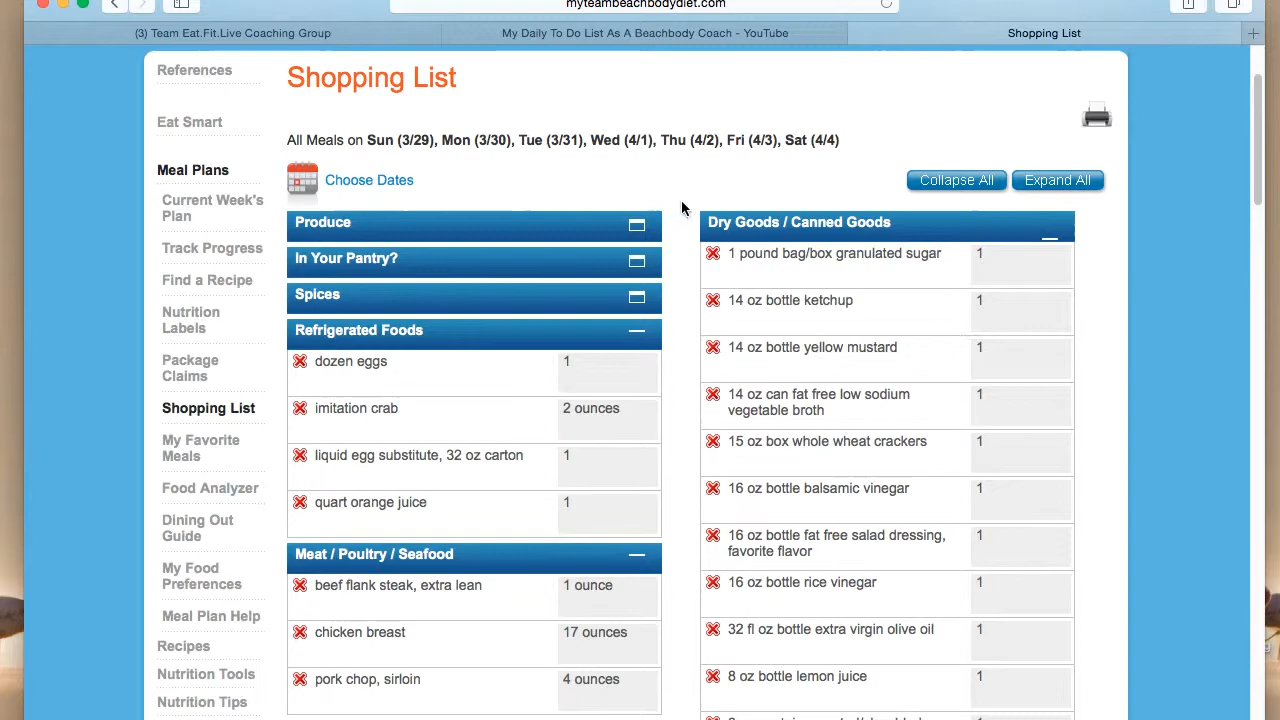 myteambeachbodydiet.com
(3) Team Eat.Fit.Live Coaching Group
My Daily To Do List As A Beachbody Coach - YouTube
Shopping List
References
Eat Smart
Meal Plans
Current Week's
Plan
Track Progress
Find a Recipe
Nutrition
Labels
Package
Claims
Shopping List
My Favorite
Meals
Food Analyzer
Dining Out
Guide
My Food
Preferences
Meal Plan Help
Recipes
Nutrition Tools
Nutrition Tips
Shopping List
All Meals on Sun (3/29), Mon (3/30), Tue (3/31), Wed (4/1), Thu (4/2), Fri (4/3), Sat (4/4)
Choose Dates
Collapse All
Expand All
Produce
In Your Pantry?
Spices
Refrigerated Foods
dozen eggs 1
imitation crab 2 ounces
liquid egg substitute, 32 oz carton 1
quart orange juice 1
Meat / Poultry / Seafood
beef flank steak, extra lean 1 ounce
chicken breast 17 ounces
pork chop, sirloin 4 ounces
Dry Goods / Canned Goods
1 pound bag/box granulated sugar 1
14 oz bottle ketchup 1
14 oz bottle yellow mustard 1
14 oz can fat free low sodium 1
vegetable broth
15 oz box whole wheat crackers 1
16 oz bottle balsamic vinegar 1
16 oz bottle fat free salad dressing, 1
favorite flavor
16 oz bottle rice vinegar 1
32 fl oz bottle extra virgin olive oil 1
8 oz bottle lemon juice 1